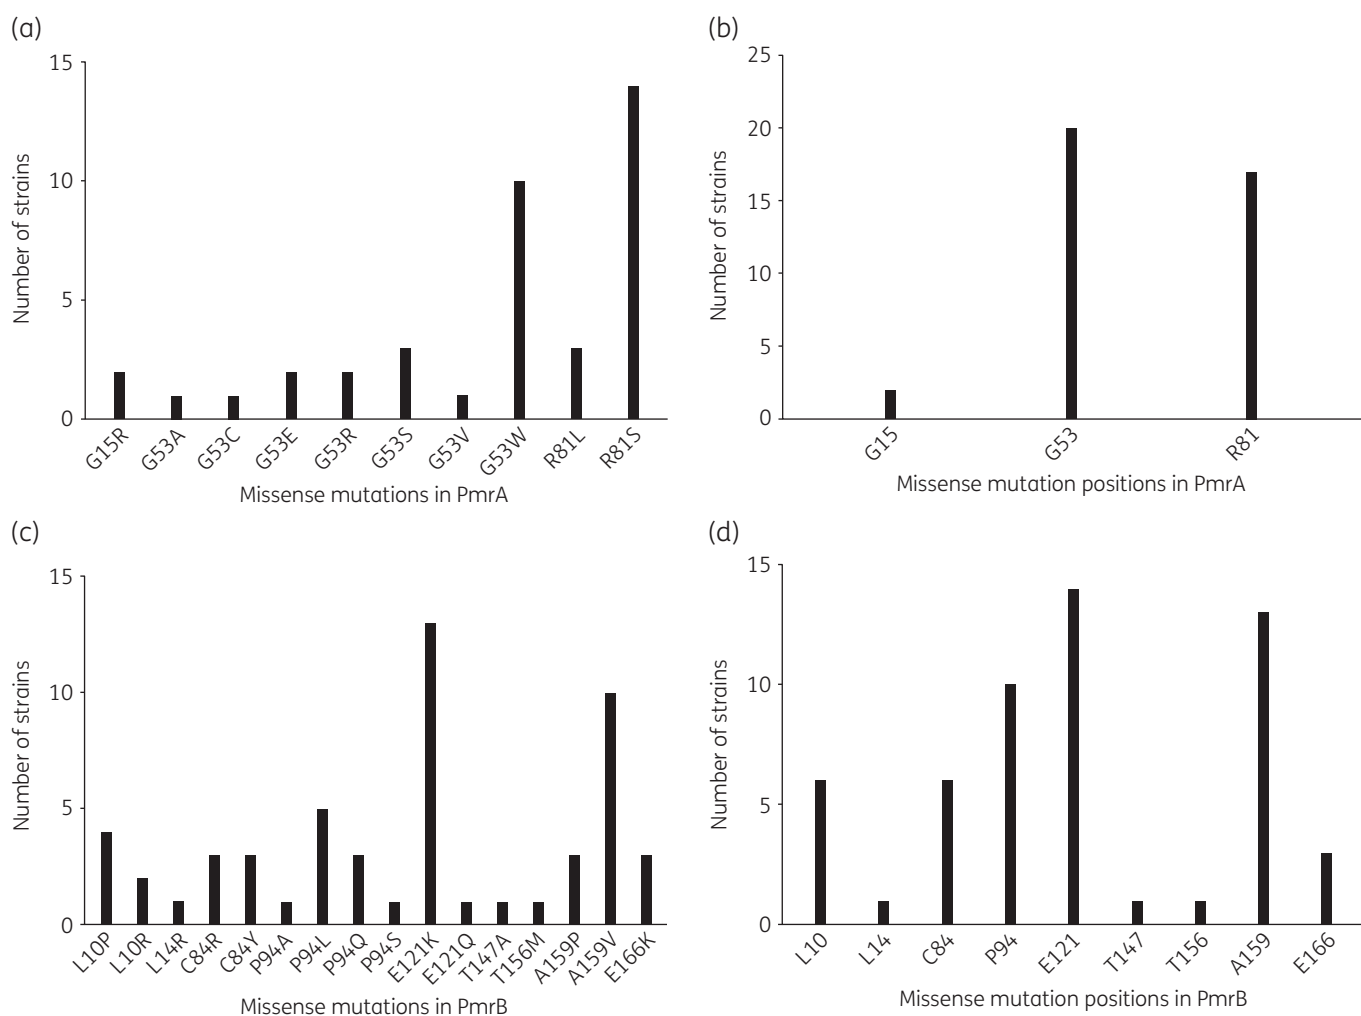 (a)
15
10
5
0
Number of strains
G15R G53A G53C G53E G53R G53S G53V G53W R81L R81S
Missense mutations in PmrA
(b)
25
20
15
10
5
0
Number of strains
G15 G53 R81
Missense mutation positions in PmrA
(c)
15
10
5
0
Number of strains
L10P L10R L14R C84R C84Y P94A P94L P94Q P94S E121K E121Q T147A T156M A159P A159V E166K
Missense mutations in PmrB
(d)
15
10
5
0
Number of strains
L10 L14 C84 P94 E121 T147 T156 A159 E166
Missense mutation positions in PmrB